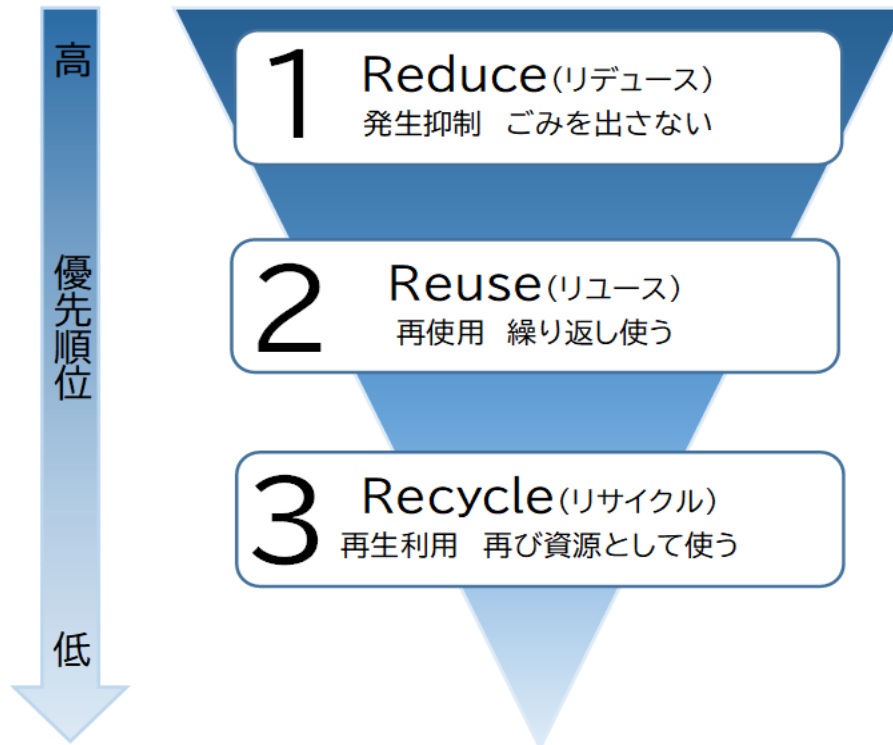 高
優先順位
低
1
Reduce(リデュース)
発生抑制 ごみを出さない
2
Reuse(リユース)
再使用 繰り返し使う
3
Recycle(リサイクル)
再生利用 再び資源として使う